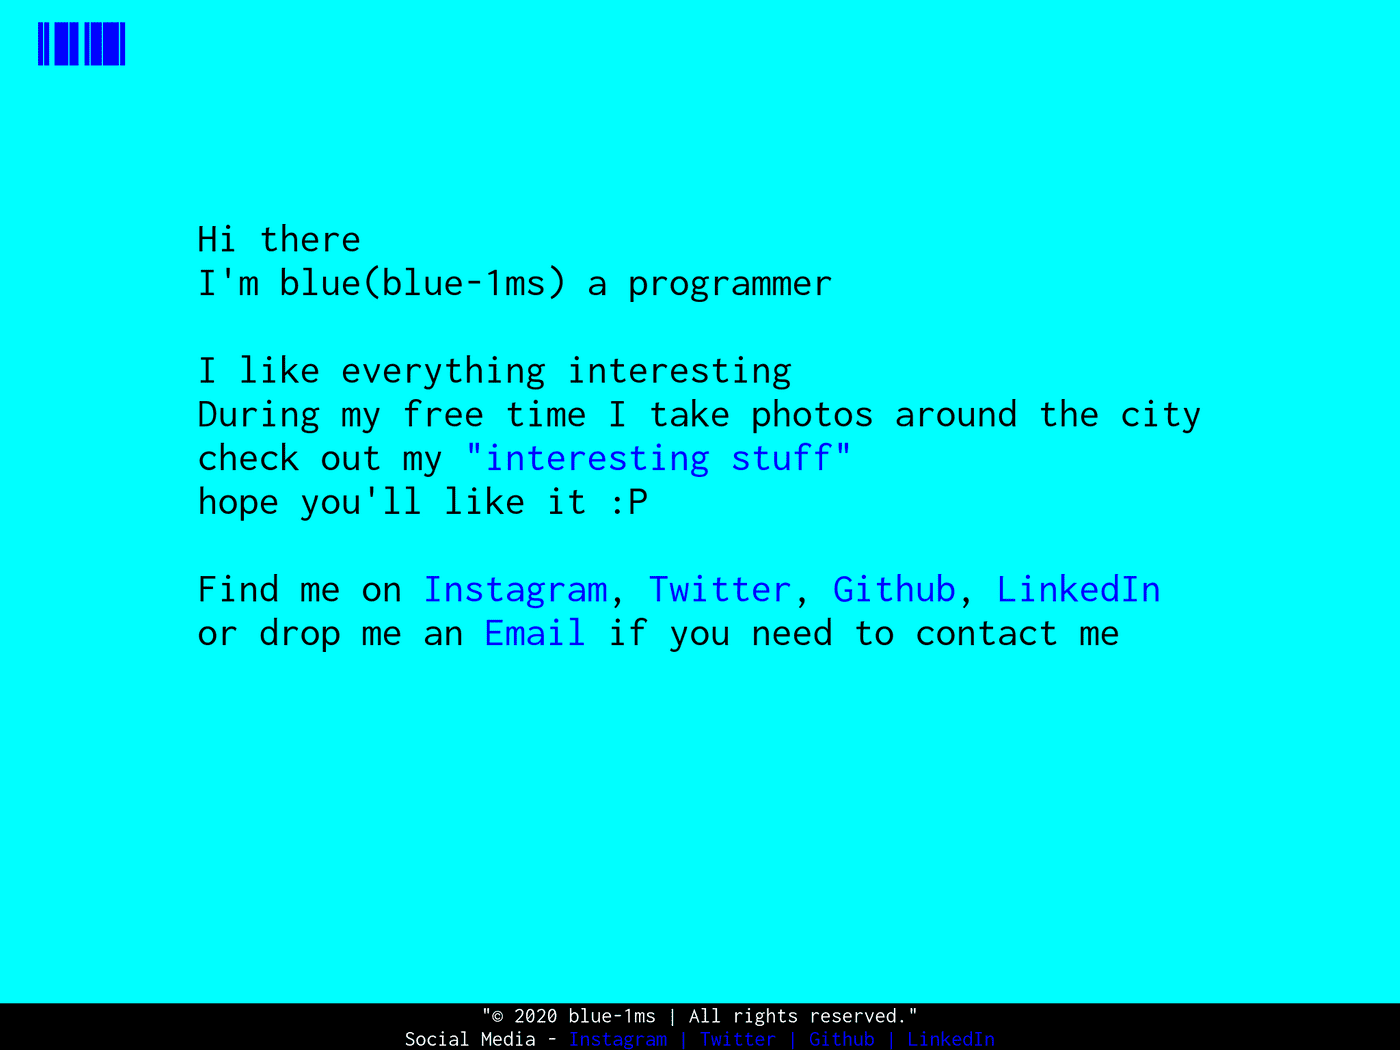 Hi there
I'm blue(blue-1ms) a programmer
I like everything interesting
During my free time I take photos around the city
check out my "interesting stuff"
hope you'll like it :P
Find me on Instagram, Twitter, Github, LinkedIn
or drop me an Email if you need to contact me
"© 2020 blue-1ms | All rights reserved."
Social Media - Instagram | Twitter | Github | LinkedIn